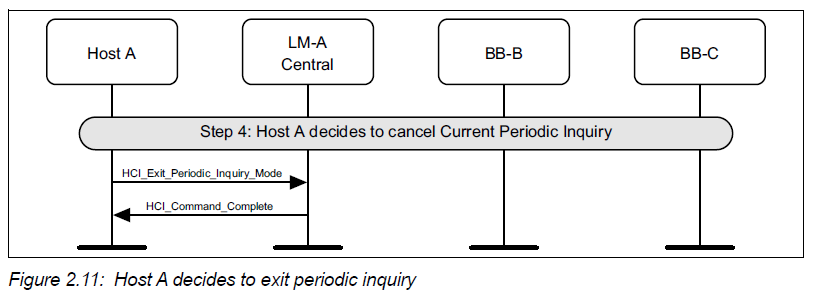 Host A
LM-A
Central
BB-B
BB-C
Step 4: Host A decides to cancel Current Periodic Inquiry
HCI_Exit_Periodic_Inquiry_Mode
HCI_Command_Complete
Figure 2.11: Host A decides to exit periodic inquiry